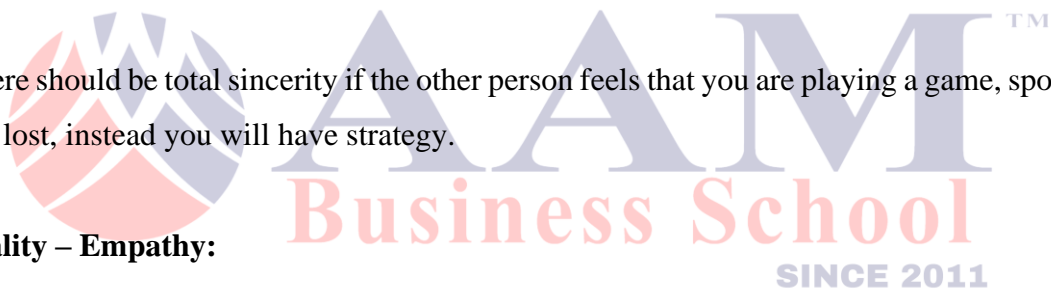 AAM TM
ere should be total sincerity if the other person feels that you are playing a game, spo
lost, instead you will have strategy.
Business School
ality – Empathy:
SINCE 2011